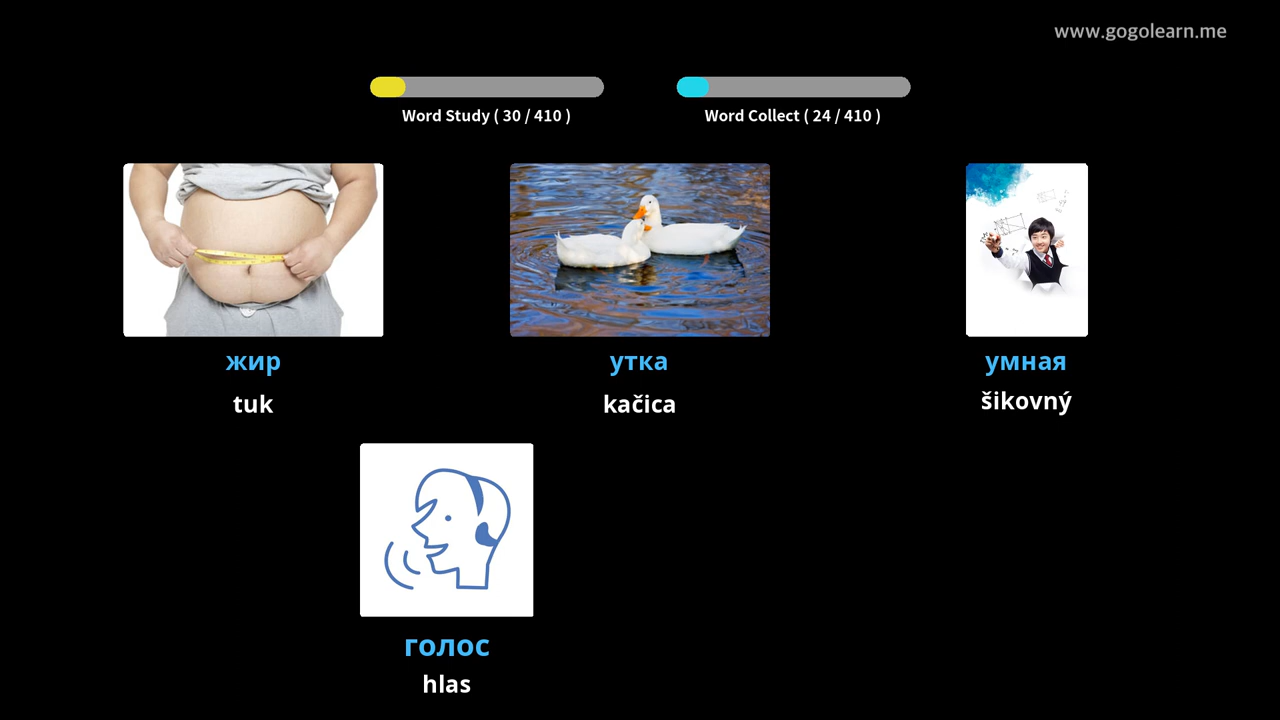 www.gogolearn.me
Word Study ( 30 / 410 )
Word Collect ( 24 / 410 )
жир
утка
умная
tuk
kačica
šikovný
голос
hlas